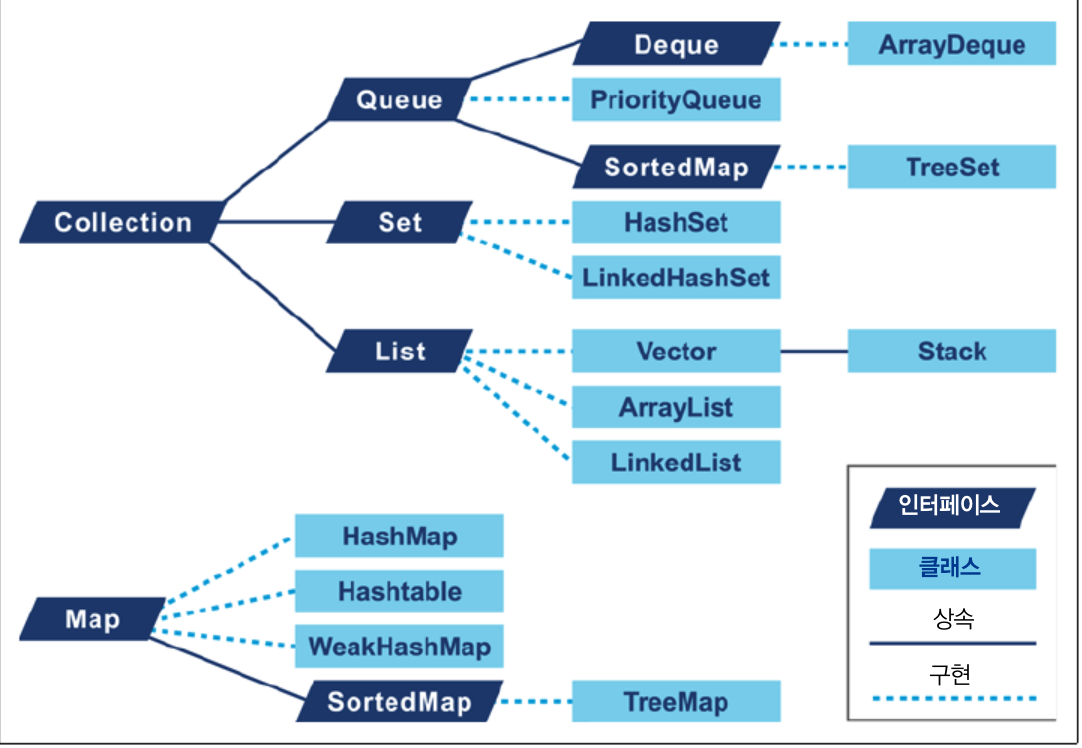 Deque
ArrayDeque
Queue
PriorityQueue
SortedMap
TreeSet
Collection
Set
HashSet
LinkedHashSet
List
Vector
Stack
ArrayList
LinkedList
인터페이스
HashMap
클래스
Hashtable
Map
상속
WeakHashMap
구현
SortedMap
TreeMap